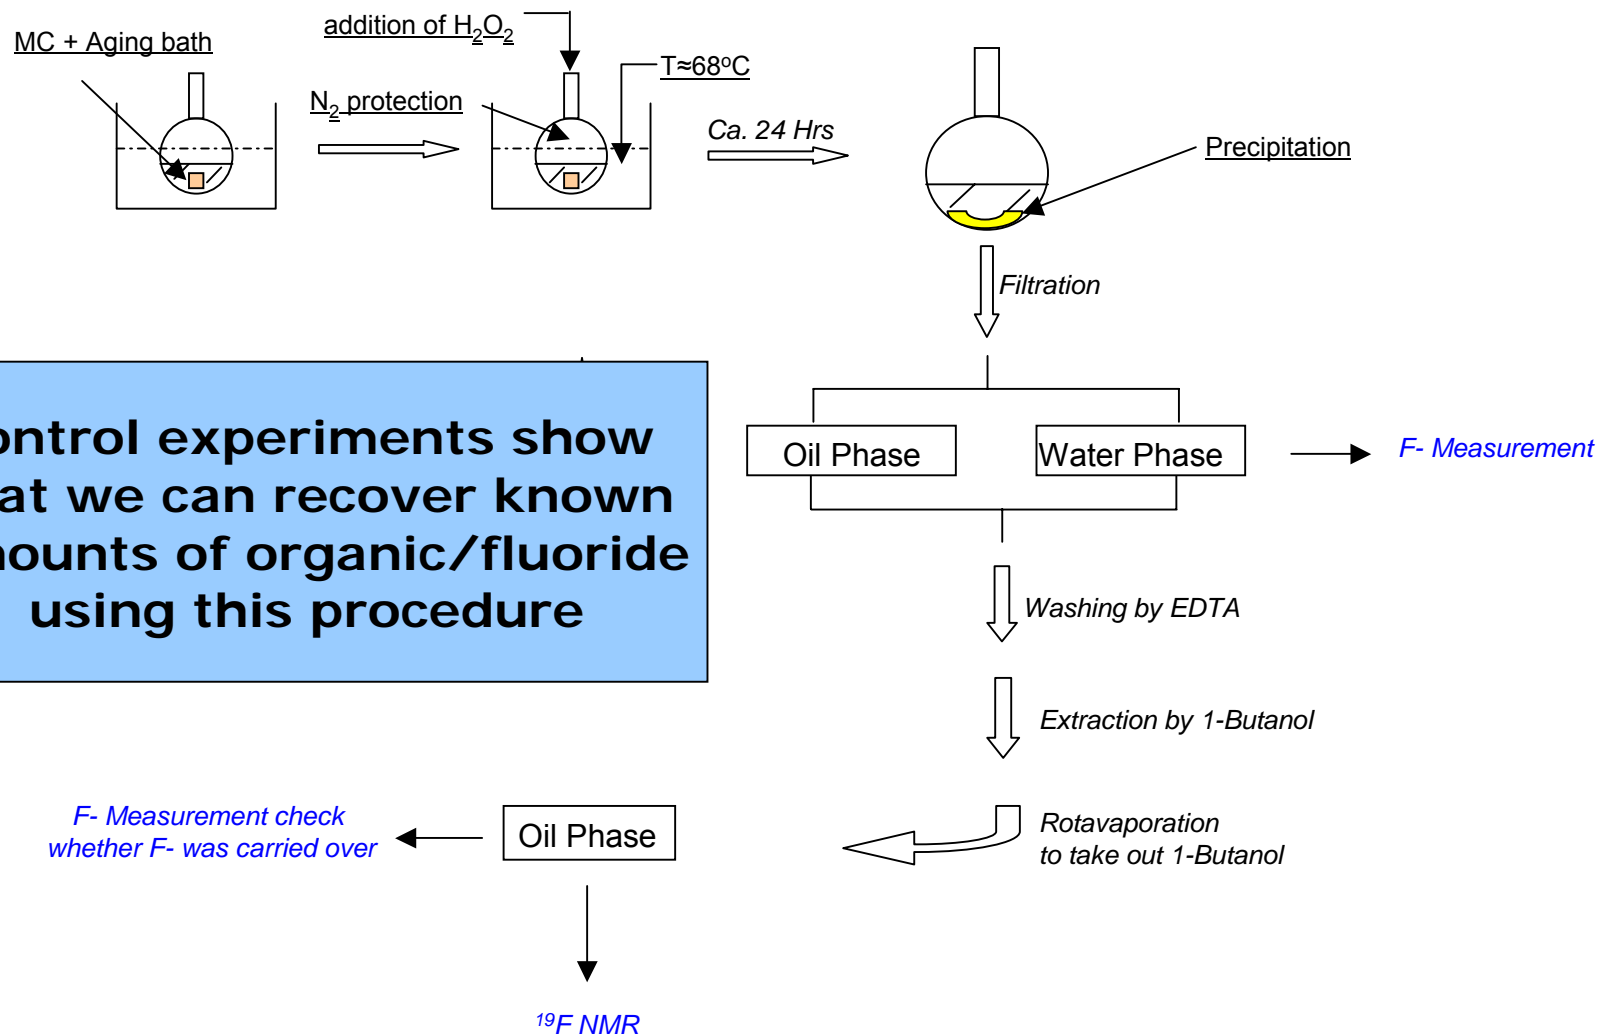 MC + Aging bath
addition of H₂O₂
N₂ protection
T≈68°C
Ca. 24 Hrs
Precipitation
Filtration
Oil Phase
Water Phase
F- Measurement
ontrol experiments show
at we can recover known
ounts of organic/fluoride
using this procedure
Washing by EDTA
Extraction by 1-Butanol
Rotavaporation
to take out 1-Butanol
Oil Phase
F- Measurement check
whether F- was carried over
¹⁹F NMR